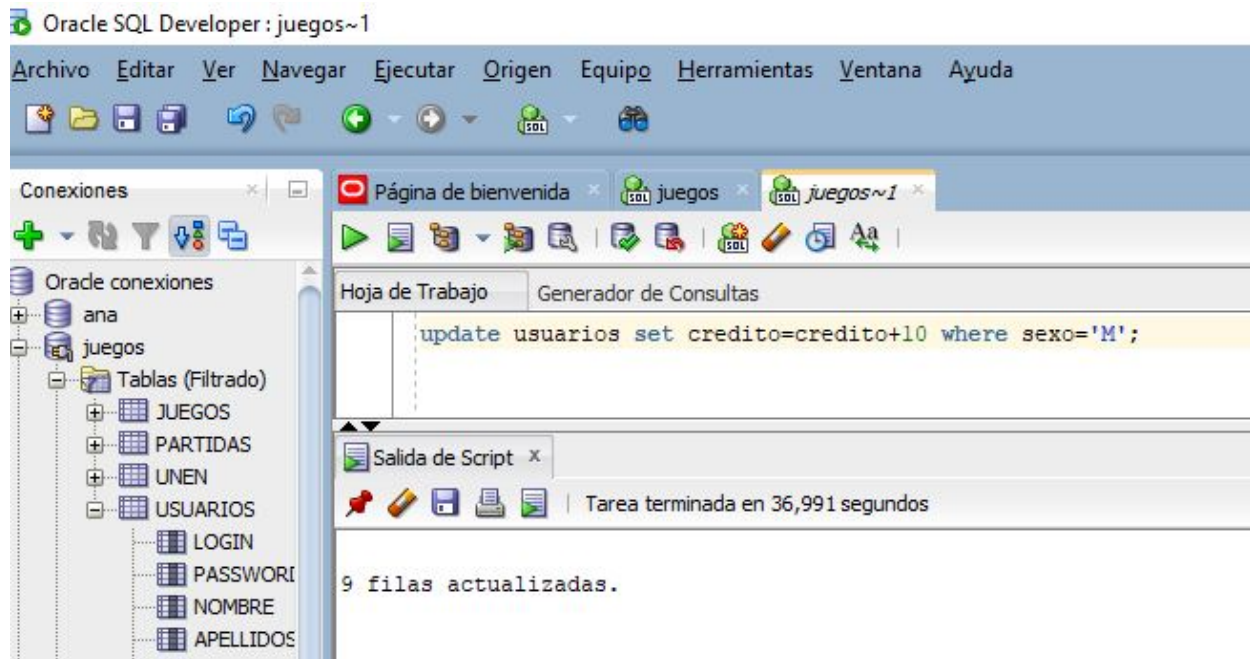 Oracle SQL Developer : juegos~1
Archivo Editar Ver Navegar Ejecutar Origen Equipo Herramientas Ventana Ayuda
Conexiones
Página de bienvenida
juegos
juegos~1
Oracle conexiones
ana
juegos
Tablas (Filtrado)
JUEGOS
PARTIDAS
UNEN
USUARIOS
LOGIN
PASSWORD
NOMBRE
APELLIDOS
Hoja de Trabajo Generador de Consultas
update usuarios set credito=credito+10 where sexo='M';
Salida de Script
Tarea terminada en 36,991 segundos
9 filas actualizadas.